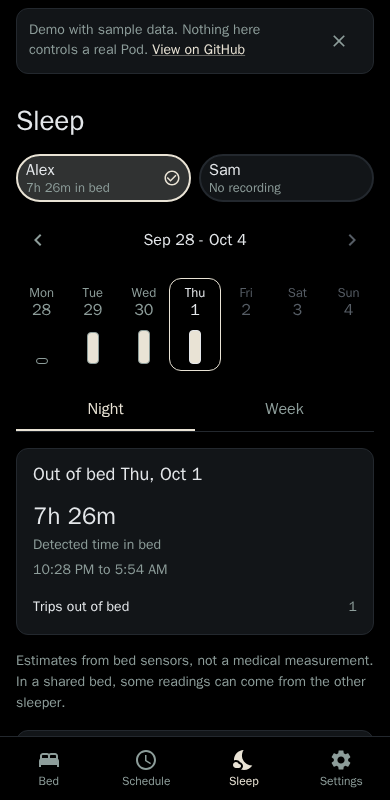 Demo with sample data. Nothing here
controls a real Pod. View on GitHub
Sleep
Alex
7h 26m in bed
Sam
No recording
Sep 28 - Oct 4
Mon Tue Wed Thu Fri Sat Sun
28 29 30 1 2 3 4
Night Week
Out of bed Thu, Oct 1
7h 26m
Detected time in bed
10:28 PM to 5:54 AM
Trips out of bed 1
Estimates from bed sensors, not a medical measurement.
In a shared bed, some readings can come from the other
sleeper.
Bed Schedule Sleep Settings